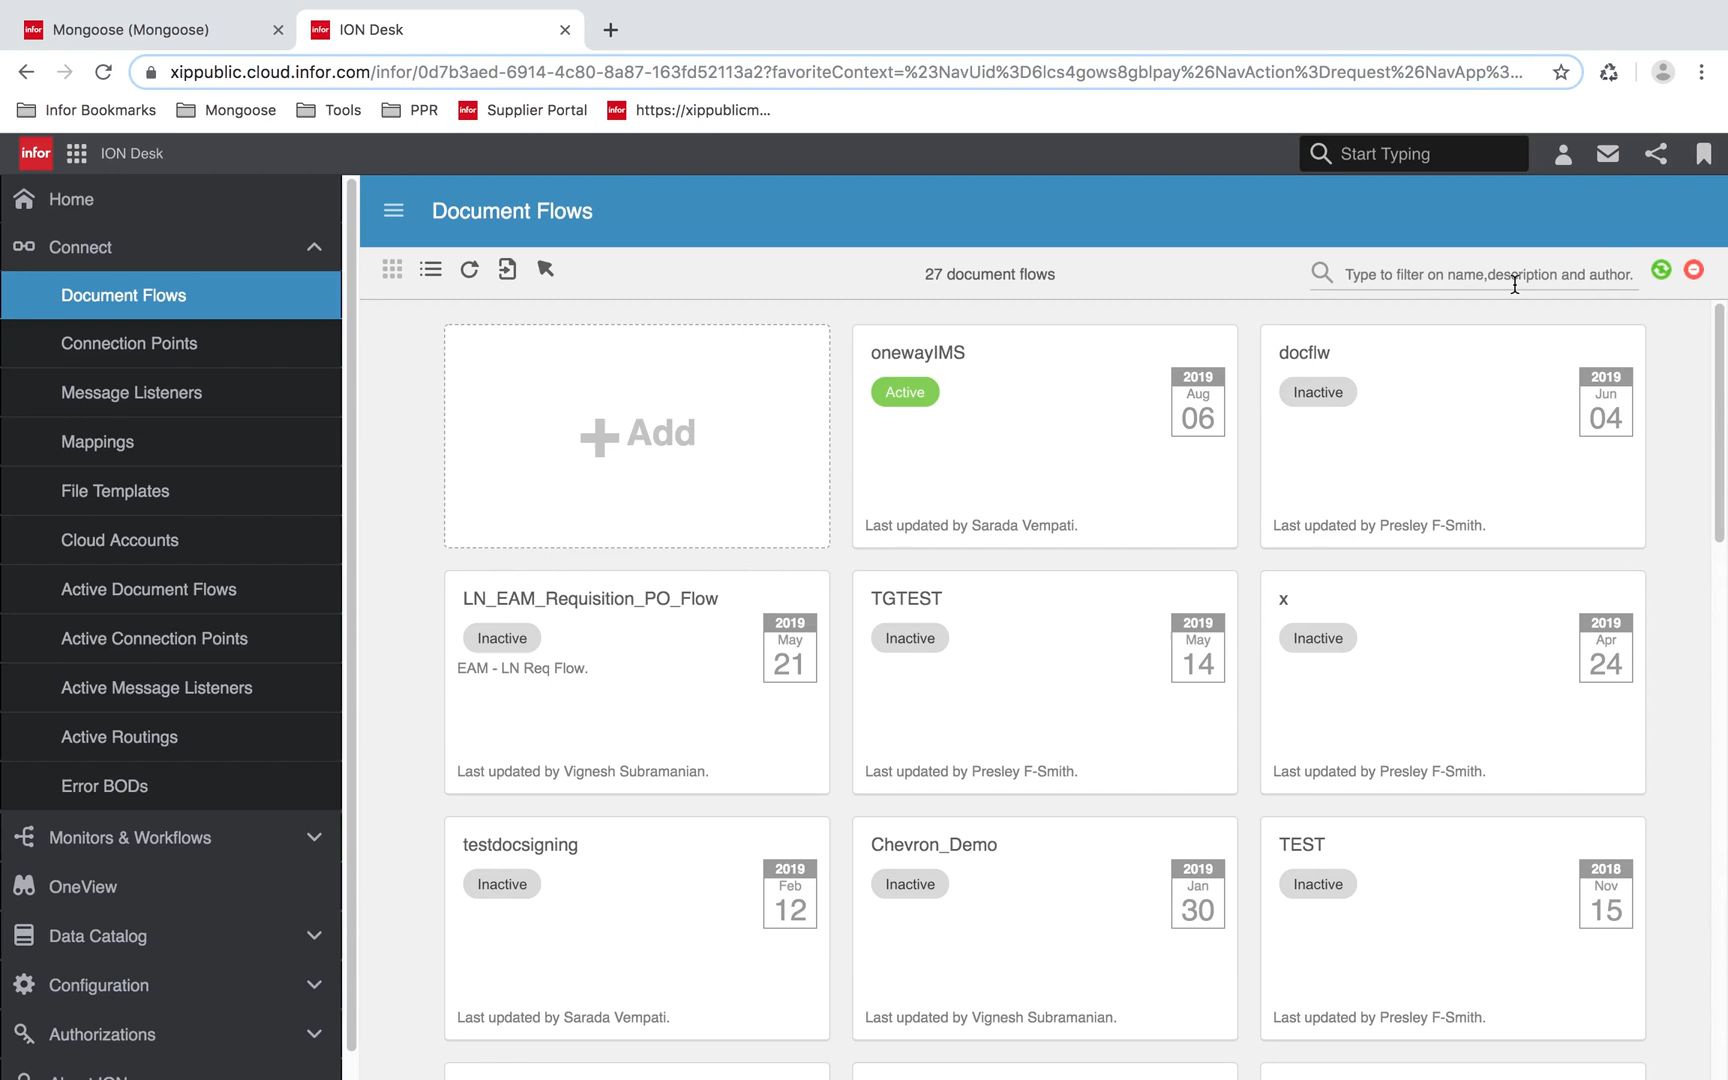 infor Mongoose (Mongoose)
infor ION Desk
xippublic.cloud.infor.com/infor/0d7b3aed-6914-4c80-8a87-163fd52113a2?favoriteContext=%23NavUid%3D6lcs4gows8gblpay%26NavAction%3Drequest%26NavApp%3...
Infor Bookmarks
Mongoose
Tools
PPR
infor Supplier Portal
infor https://xippublicm...
infor
ION Desk
Start Typing
Home
Connect
Document Flows
Connection Points
Message Listeners
Mappings
File Templates
Cloud Accounts
Active Document Flows
Active Connection Points
Active Message Listeners
Active Routings
Error BODs
Monitors & Workflows
OneView
Data Catalog
Configuration
Authorizations
About ION
Document Flows
27 document flows
Type to filter on name,description and author.
Add
onewayIMS
Active
2019
Aug
06
Last updated by Sarada Vempati.
docflw
Inactive
2019
Jun
04
Last updated by Presley F-Smith.
LN_EAM_Requisition_PO_Flow
Inactive
EAM - LN Req Flow.
2019
May
21
Last updated by Vignesh Subramanian.
TGTEST
Inactive
2019
May
14
Last updated by Presley F-Smith.
x
Inactive
2019
Apr
24
Last updated by Presley F-Smith.
testdocsigning
Inactive
2019
Feb
12
Last updated by Sarada Vempati.
Chevron_Demo
Inactive
2019
Jan
30
Last updated by Vignesh Subramanian.
TEST
Inactive
2018
Nov
15
Last updated by Presley F-Smith.